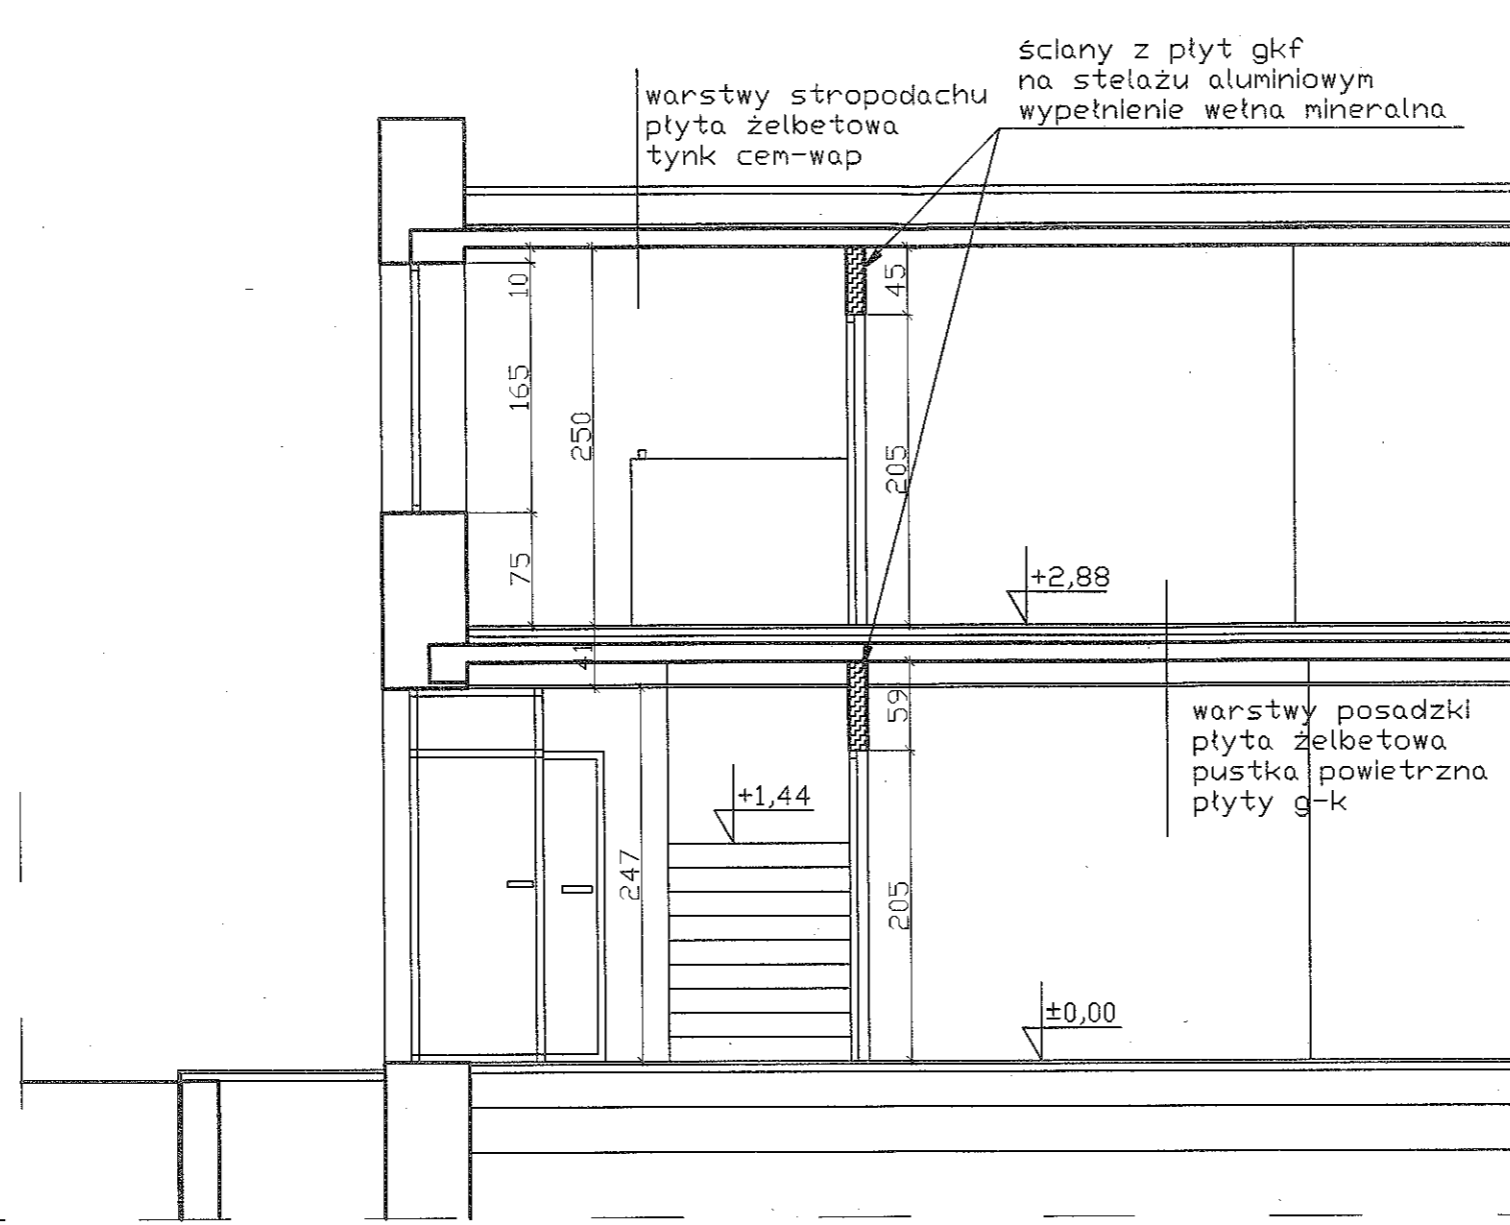 ściany z płyt gkf
na stelażu aluminiowym
wypełnienie wełna mineralna
warstwy stropodachu
płyta żelbetowa
tynk cem-wap
10
45
165
250
205
75
+2,88
41
59
warstwy posadzki
płyta żelbetowa
pustka powietrzna
płyty g-k
+1,44
247
205
±0,00